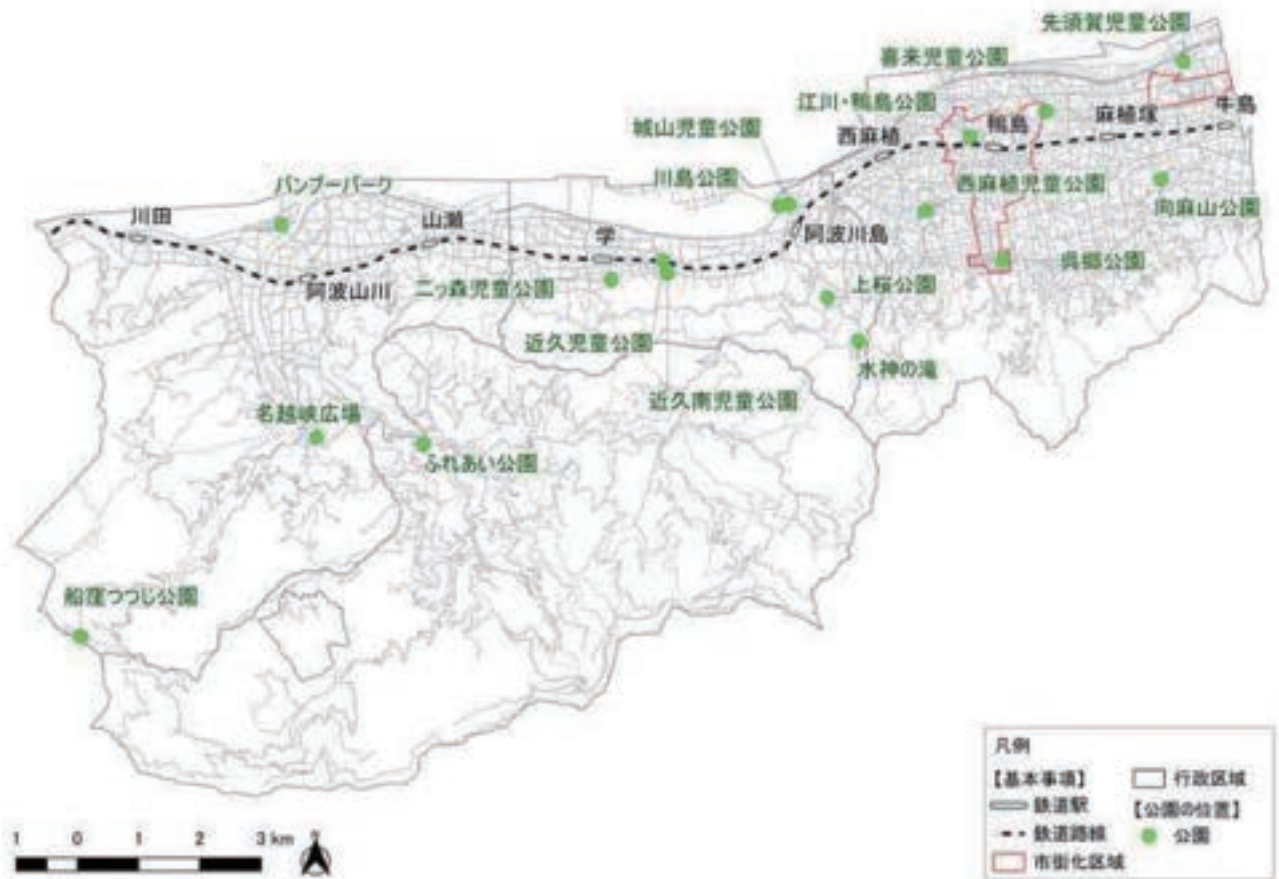 先須賀児童公園
喜来児童公園
江川・鴨島公園
城山児童公園
川島公園
西麻植
鴨島
麻植塚
牛島
バンブーパーク
川田
山瀬
学
阿波川島
西麻植児童公園
向麻山公園
阿波山川
二ッ森児童公園
上桜公園
呉郷公園
近久児童公園
水神の滝
近久南児童公園
名越峡広場
ふれあい公園
船窪つつじ公園
凡例
【基本事項】
行政区域
鉄道駅
【公園の位置】
鉄道路線
公園
市街化区域
1 0 1 2 3 km